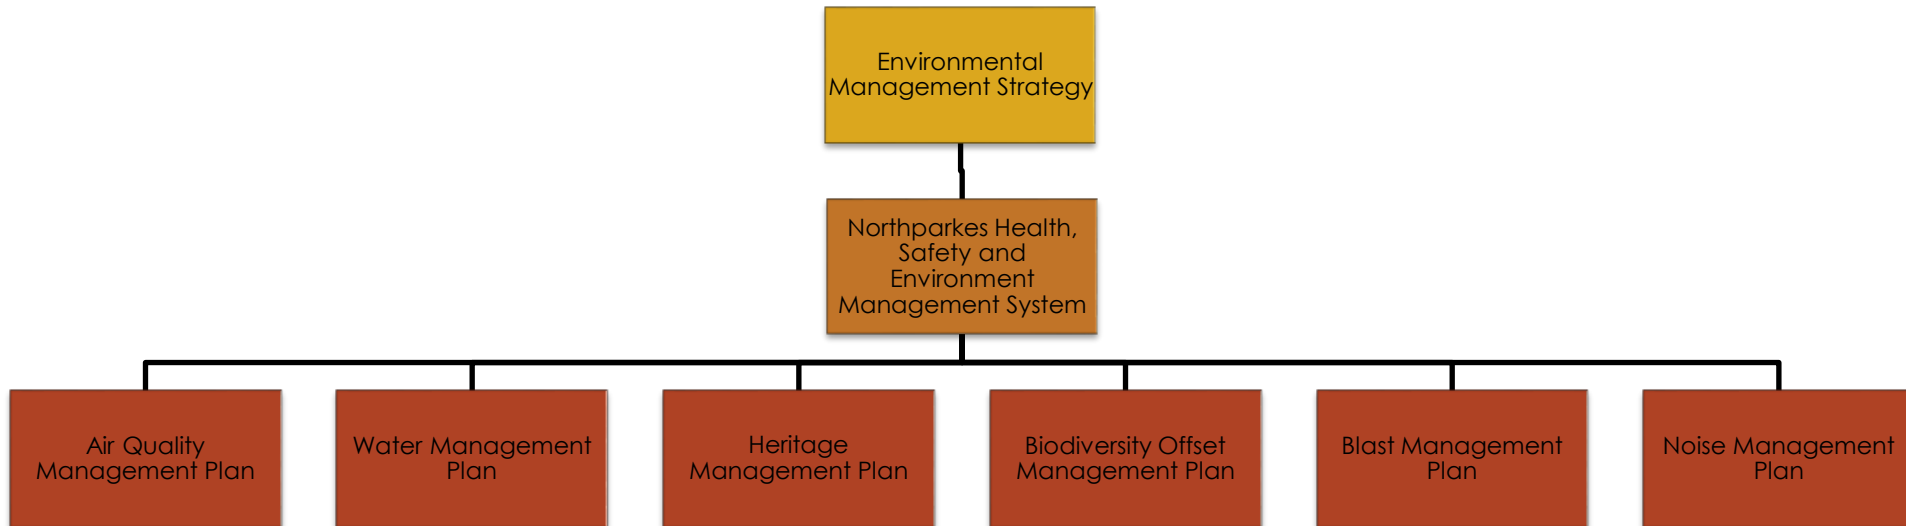 Environmental
Management Strategy
Northparkes Health,
Safety and
Environment
Management System
Air Quality
Management Plan
Water Management
Plan
Heritage
Management Plan
Biodiversity Offset
Management Plan
Blast Management
Plan
Noise Management
Plan